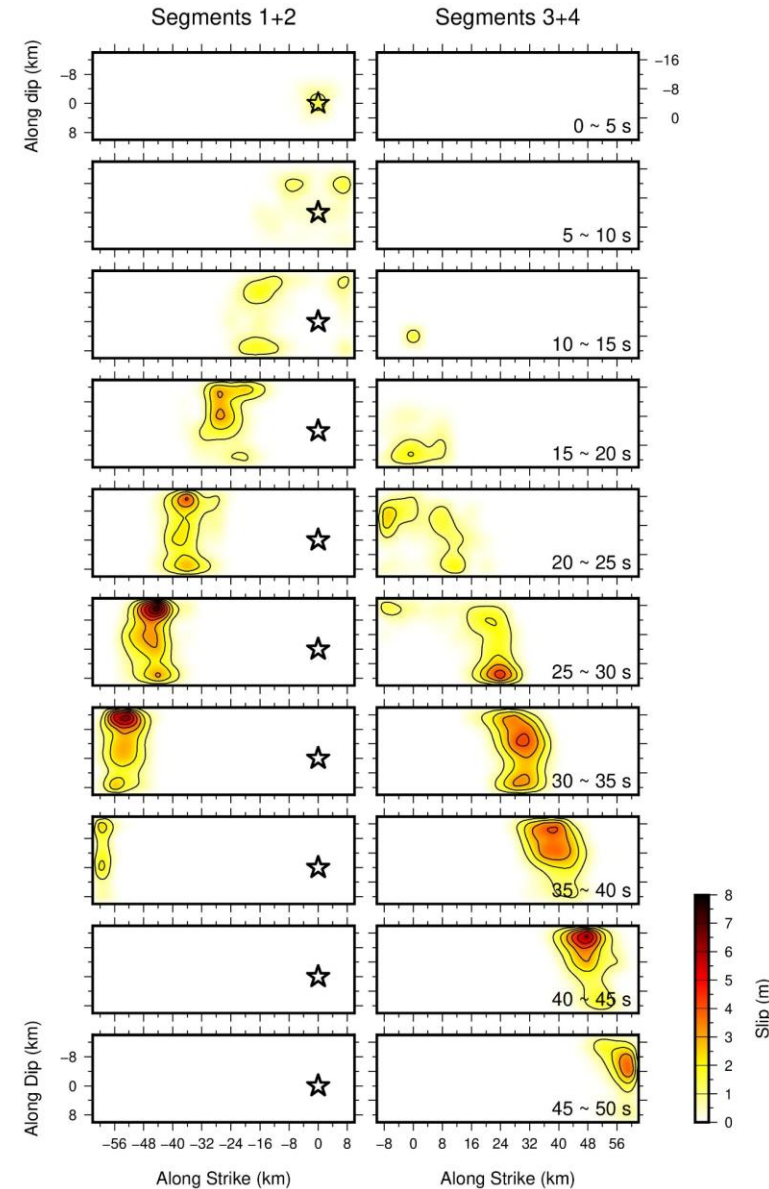 Segments 1+2 Segments 3+4
Along dip (km)
−8
0
8
−16
−8
0
0 ~ 5 s
5 ~ 10 s
10 ~ 15 s
15 ~ 20 s
20 ~ 25 s
25 ~ 30 s
30 ~ 35 s
35 ~ 40 s
40 ~ 45 s
45 ~ 50 s
Along Dip (km)
−8
0
8
−56 −48 −40 −32 −24 −16 −8 0 8
−8 0 8 16 24 32 40 48 56
Along Strike (km) Along Strike (km)
8
7
6
5
4
3
2
1
0
Slip (m)